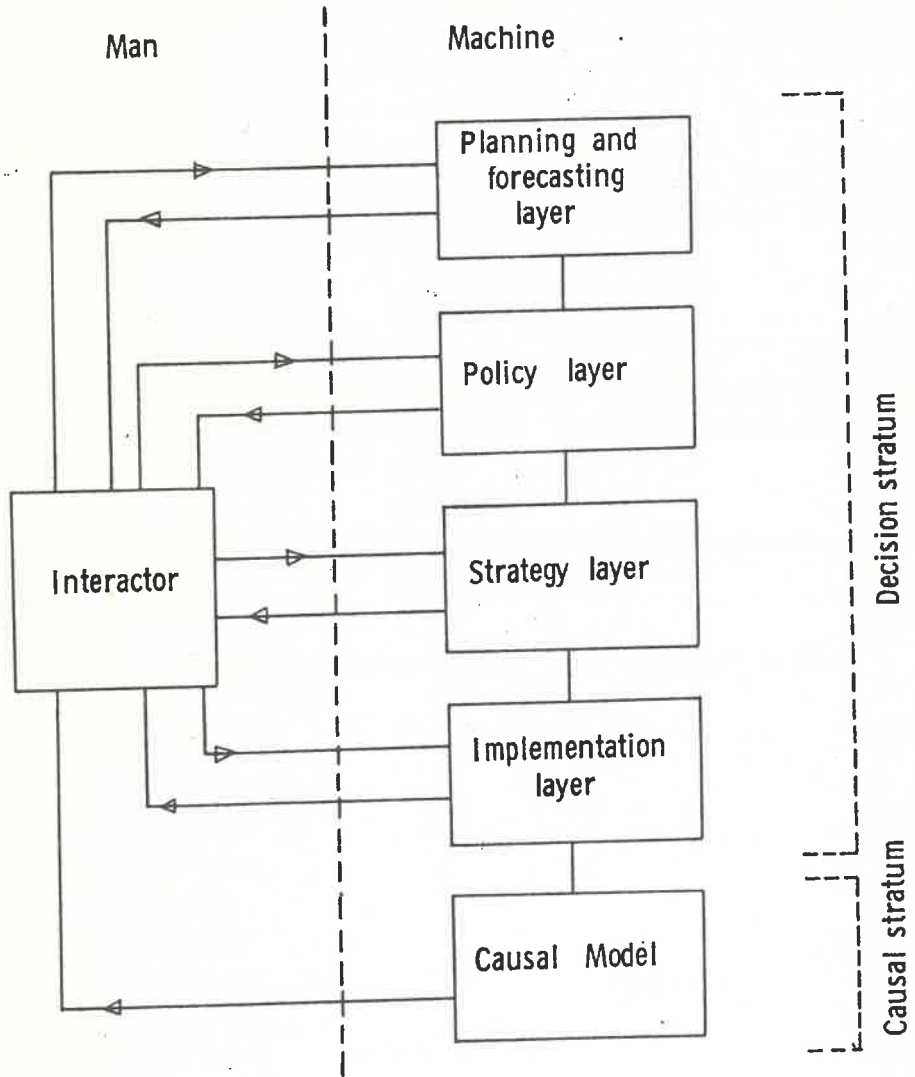 Man
Machine
Planning and
forecasting
layer
Policy layer
Interactor
Strategy layer
Implementation
layer
Causal Model
Decision stratum
Causal stratum